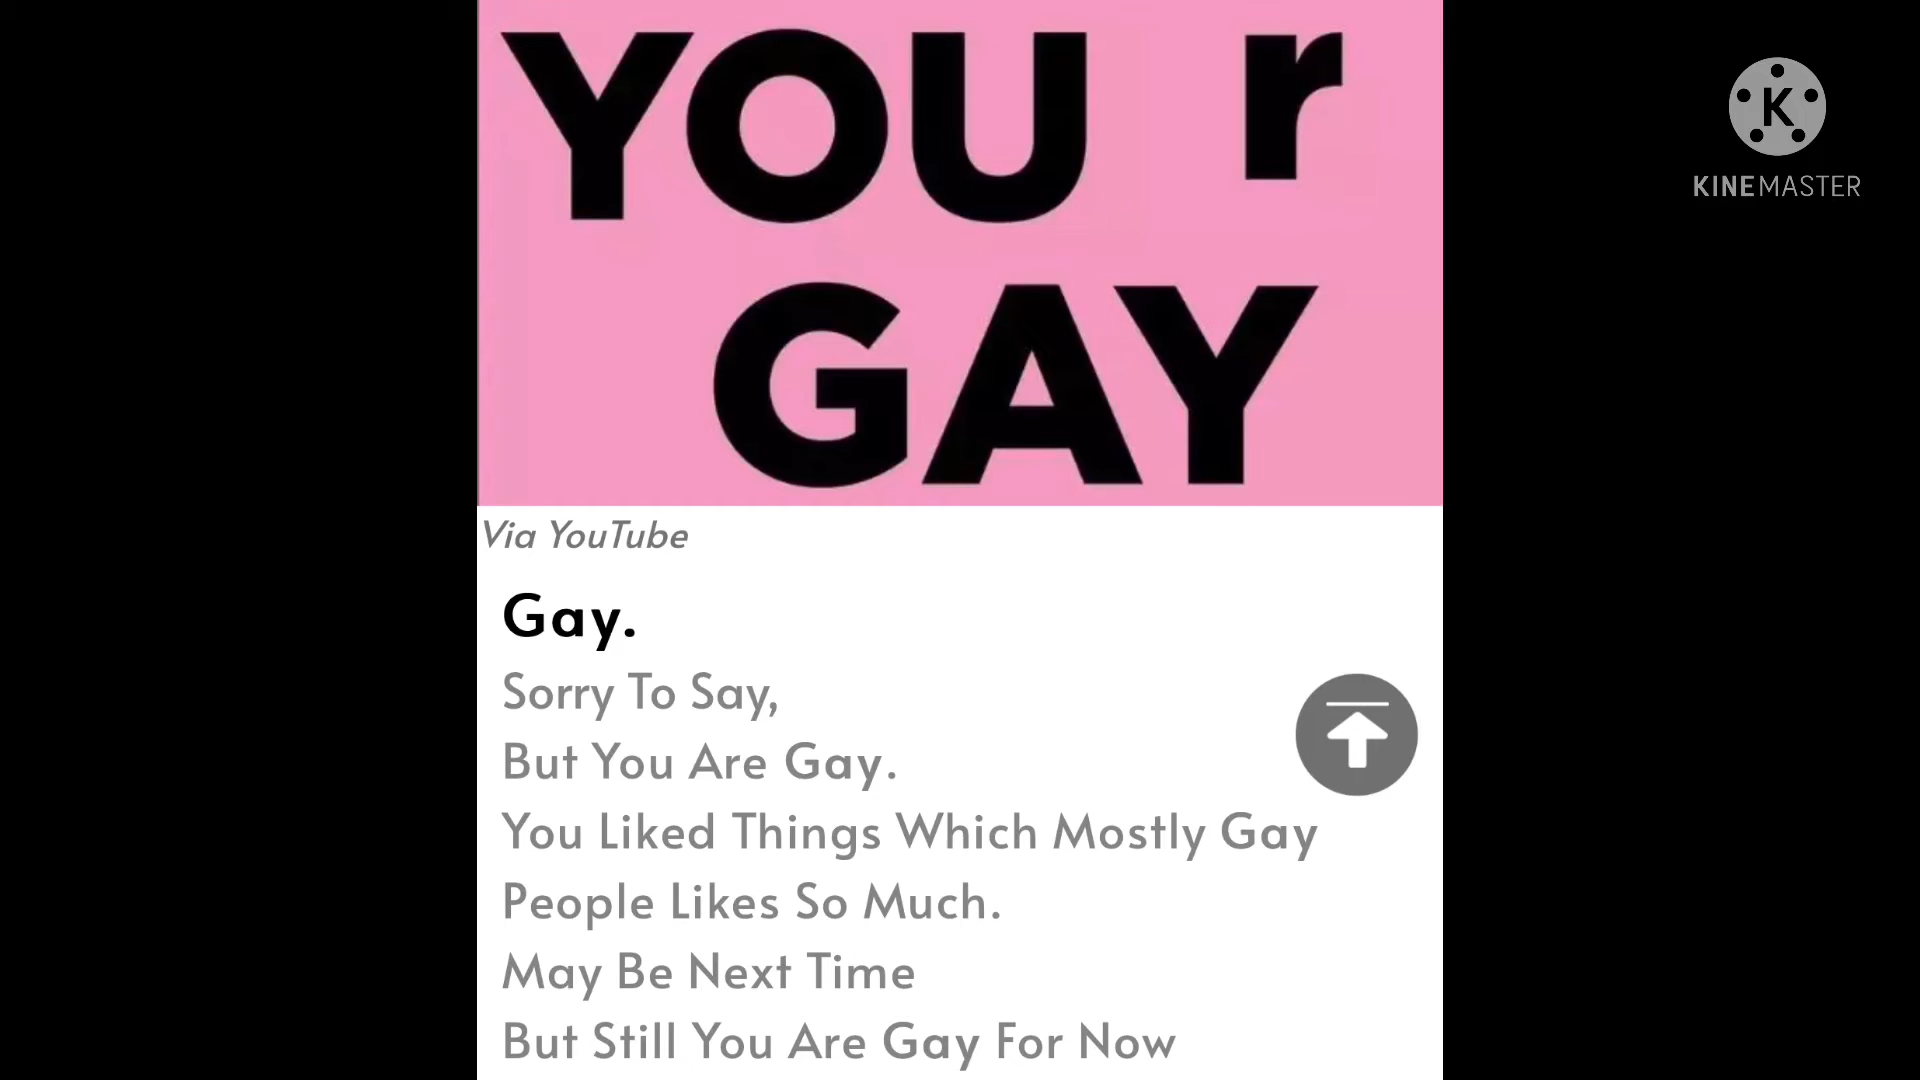 YOU r
GAY
K
KINEMASTER
Via YouTube
Gay.
Sorry To Say,
But You Are Gay.
You Liked Things Which Mostly Gay
People Likes So Much.
May Be Next Time
But Still You Are Gay For Now